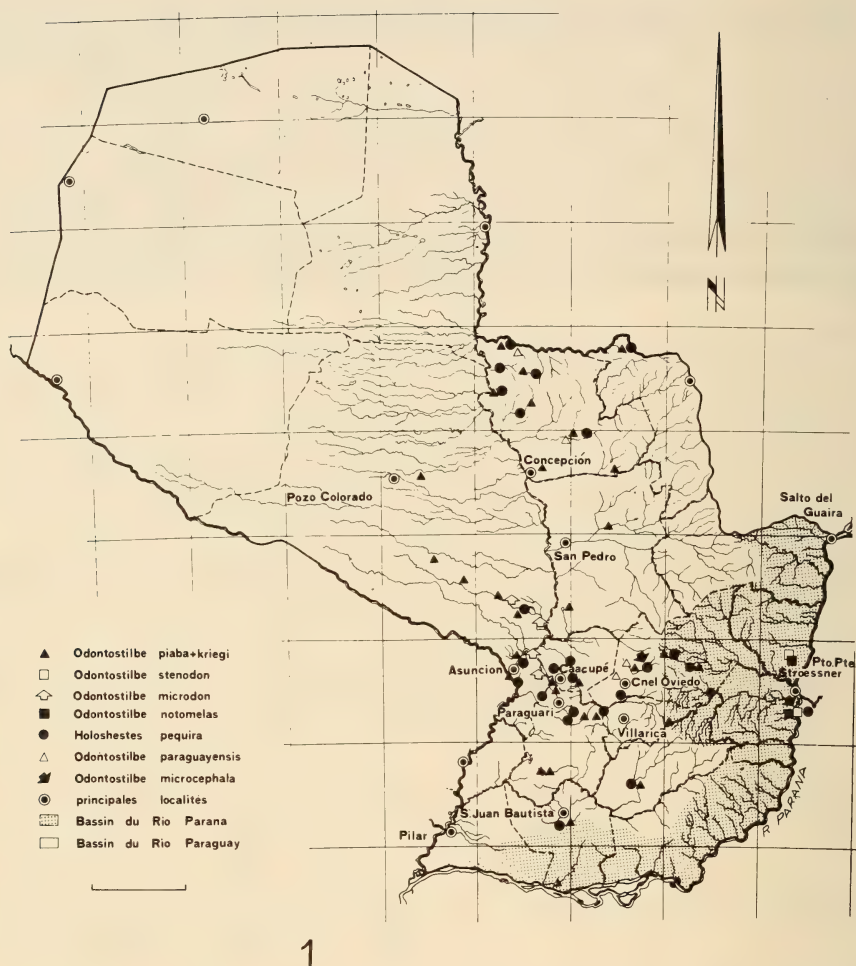 N
Concepción
Pozo Colorado
Salto del
Guaira
San Pedro
Asuncion
Caacupé
Cnel Oviedo
Pto.Pte
Stroessner
Paraguari
Villarica
S.Juan Bautista
Pilar
R. PARANA
Odontostilbe piaba+kriegi
Odontostilbe stenodon
Odontostilbe microdon
Odontostilbe notomelas
Holoshestes pequira
Odontostilbe paraguayensis
Odontostilbe microcephala
principales localités
Bassin du Rio Parana
Bassin du Rio Paraguay
1